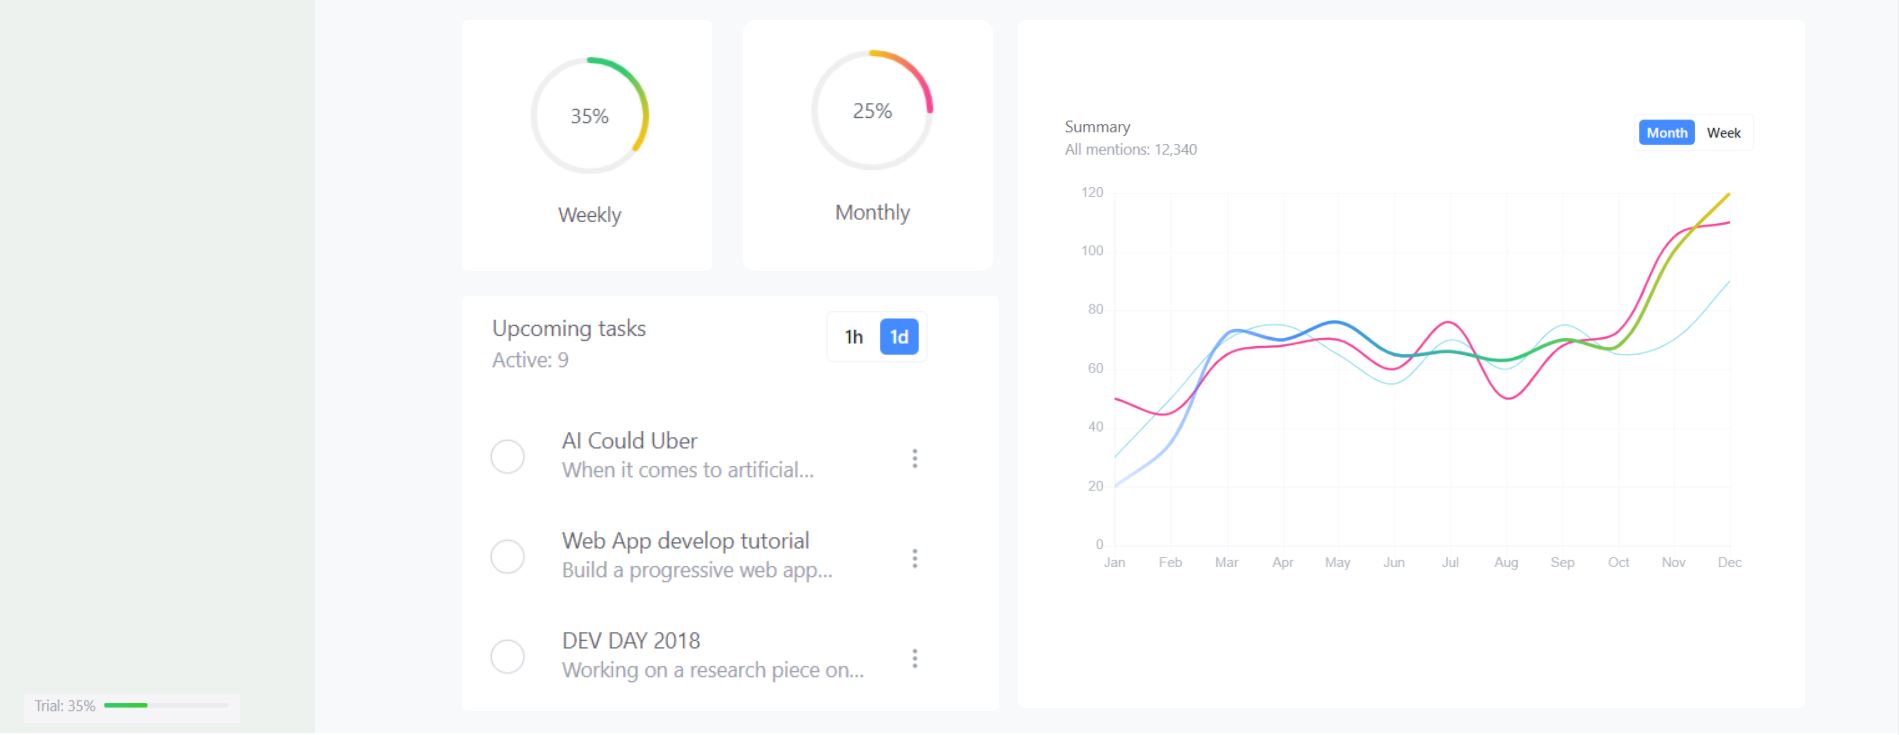 35%
Weekly
25%
Monthly
Upcoming tasks
Active: 9
1h 1d
AI Could Uber
When it comes to artificial...
Web App develop tutorial
Build a progressive web app...
DEV DAY 2018
Working on a research piece on...
Summary
All mentions: 12,340
Month Week
120
100
80
60
40
20
0
Jan Feb Mar Apr May Jun Jul Aug Sep Oct Nov Dec
Trial: 35%